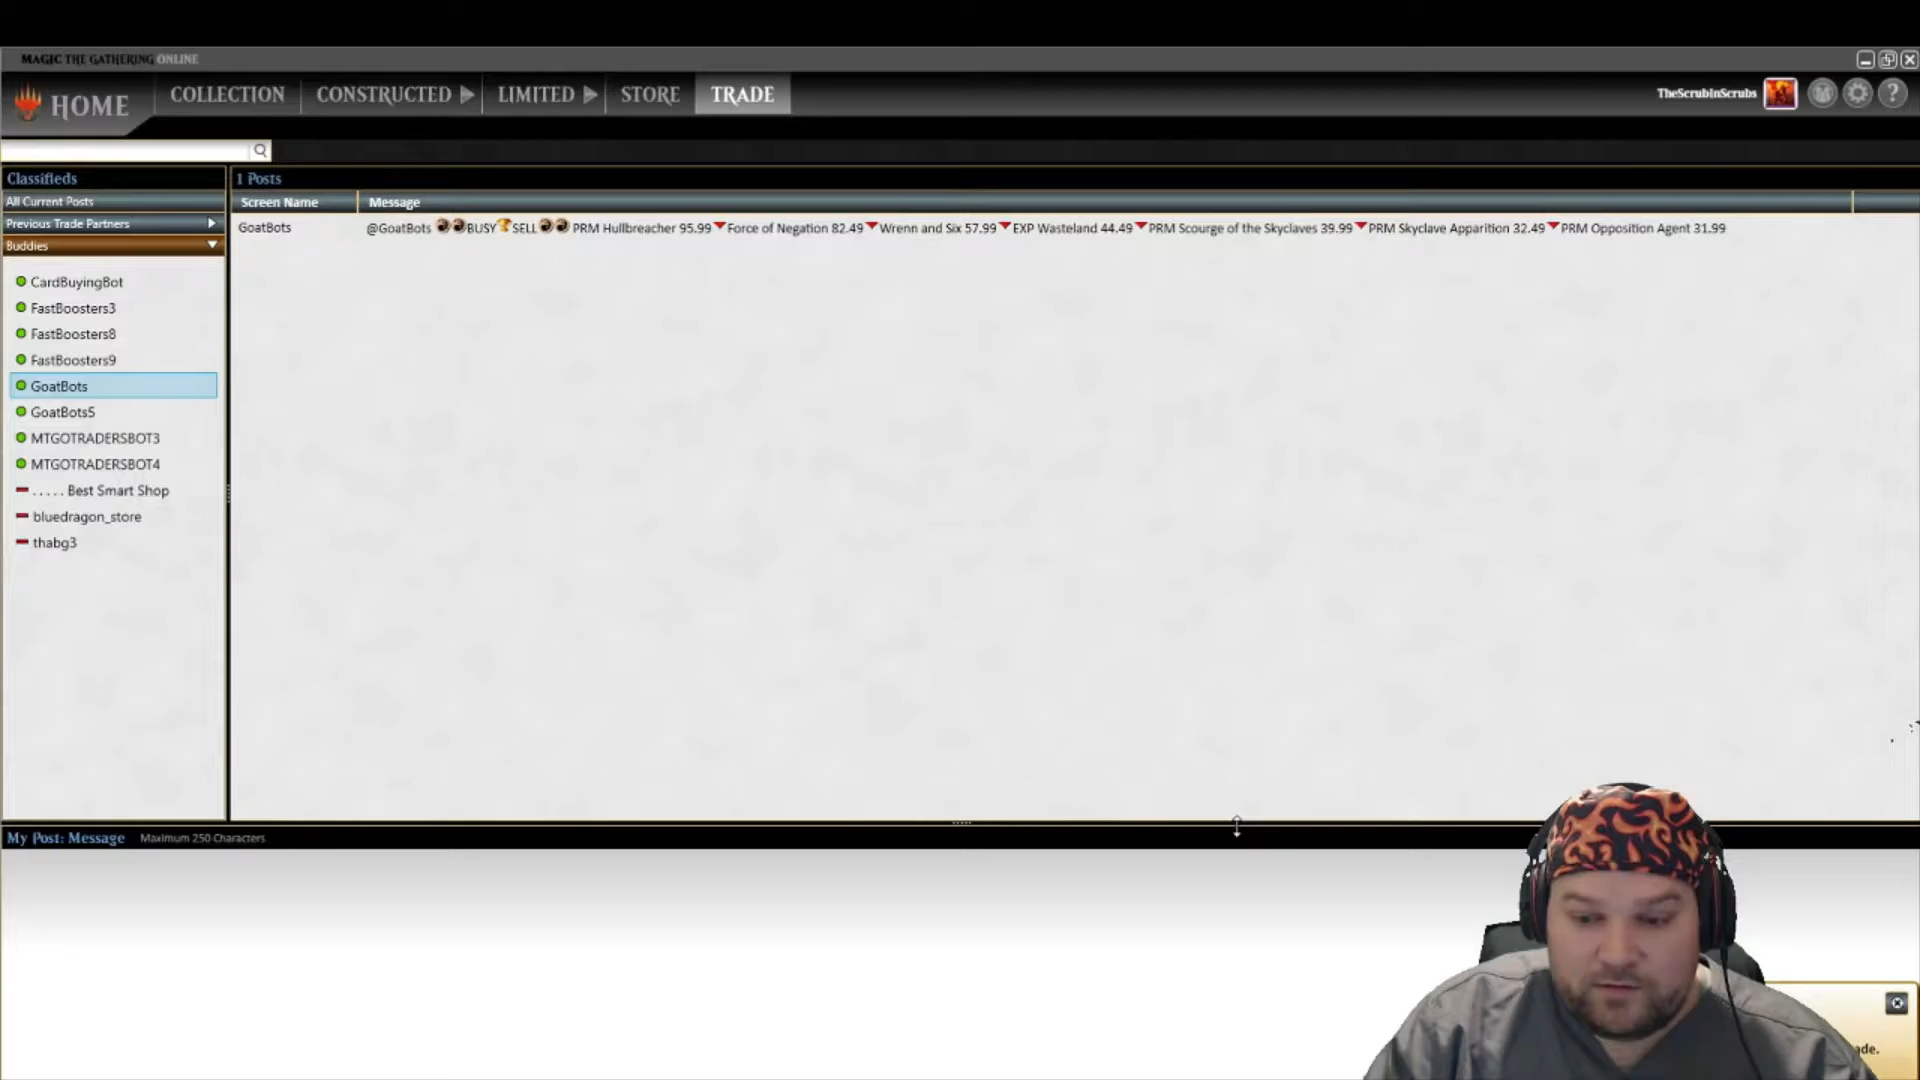 MAGIC THE GATHERING ONLINE
HOME
COLLECTION
CONSTRUCTED
LIMITED
STORE
TRADE
TheScrubInScrubs
?
Classifieds
All Current Posts
Previous Trade Partners
Buddies
CardBuyingBot
FastBoosters3
FastBoosters8
FastBoosters9
GoatBots
GoatBots5
MTGOTRADERSBOT3
MTGOTRADERSBOT4
. . . . . Best Smart Shop
bluedragon_store
thabg3
1 Posts
Screen Name Message
GoatBots @GoatBots BUSY SELL PRM Hullbreacher 95.99 Force of Negation 82.49 Wrenn and Six 57.99 EXP Wasteland 44.49 PRM Scourge of the Skyclaves 39.99 PRM Skyclave Apparition 32.49 PRM Opposition Agent 31.99
My Post: Message Maximum 250 Characters